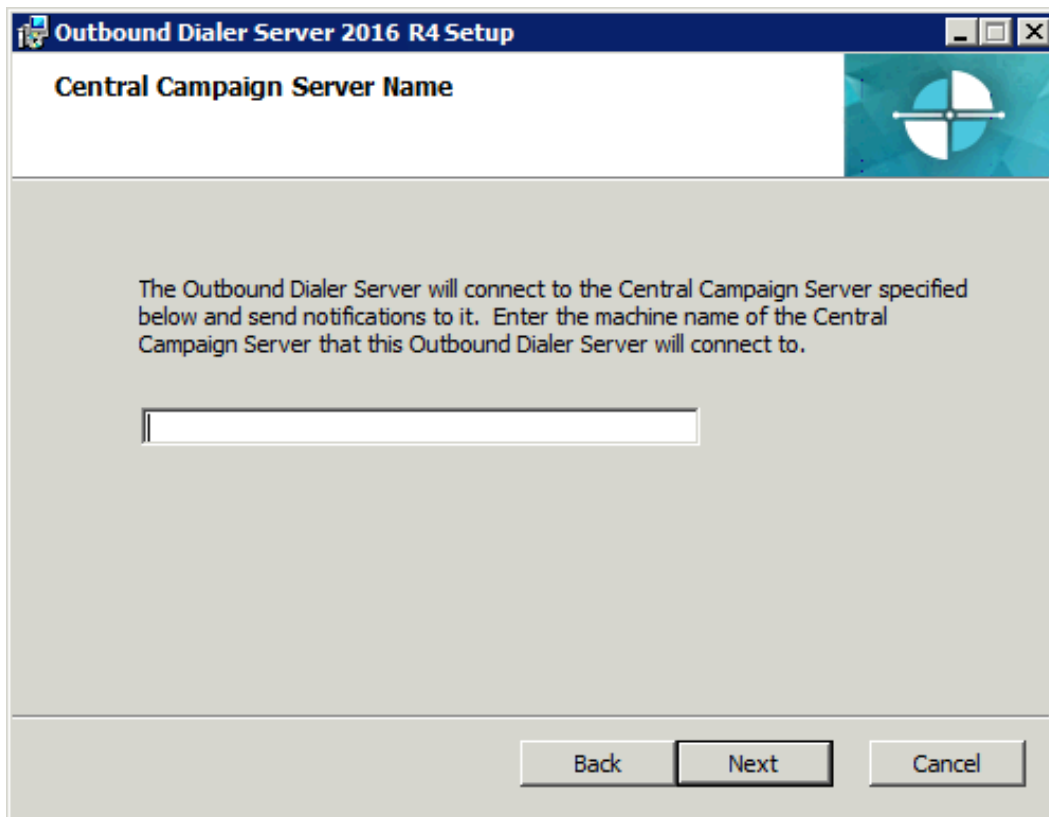 Outbound Dialer Server 2016 R4 Setup
Central Campaign Server Name
The Outbound Dialer Server will connect to the Central Campaign Server specified
below and send notifications to it.  Enter the machine name of the Central
Campaign Server that this Outbound Dialer Server will connect to.
Back
Next
Cancel